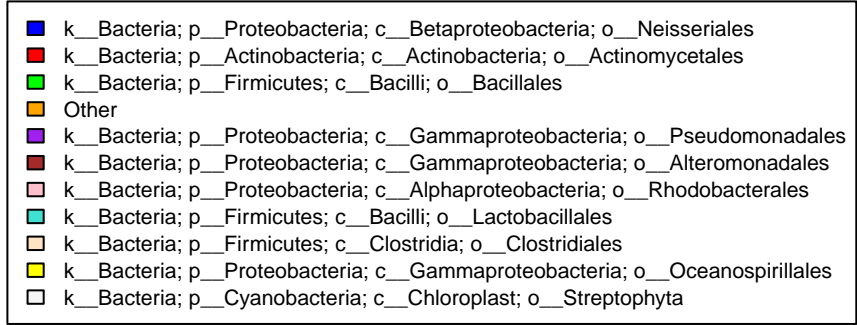 k__Bacteria; p__Proteobacteria; c__Betaproteobacteria; o__Neisseriales
k__Bacteria; p__Actinobacteria; c__Actinobacteria; o__Actinomycetales
k__Bacteria; p__Firmicutes; c__Bacilli; o__Bacillales
Other
k__Bacteria; p__Proteobacteria; c__Gammaproteobacteria; o__Pseudomonadales
k__Bacteria; p__Proteobacteria; c__Gammaproteobacteria; o__Alteromonadales
k__Bacteria; p__Proteobacteria; c__Alphaproteobacteria; o__Rhodobacterales
k__Bacteria; p__Firmicutes; c__Bacilli; o__Lactobacillales
k__Bacteria; p__Firmicutes; c__Clostridia; o__Clostridiales
k__Bacteria; p__Proteobacteria; c__Gammaproteobacteria; o__Oceanospirillales
k__Bacteria; p__Cyanobacteria; c__Chloroplast; o__Streptophyta